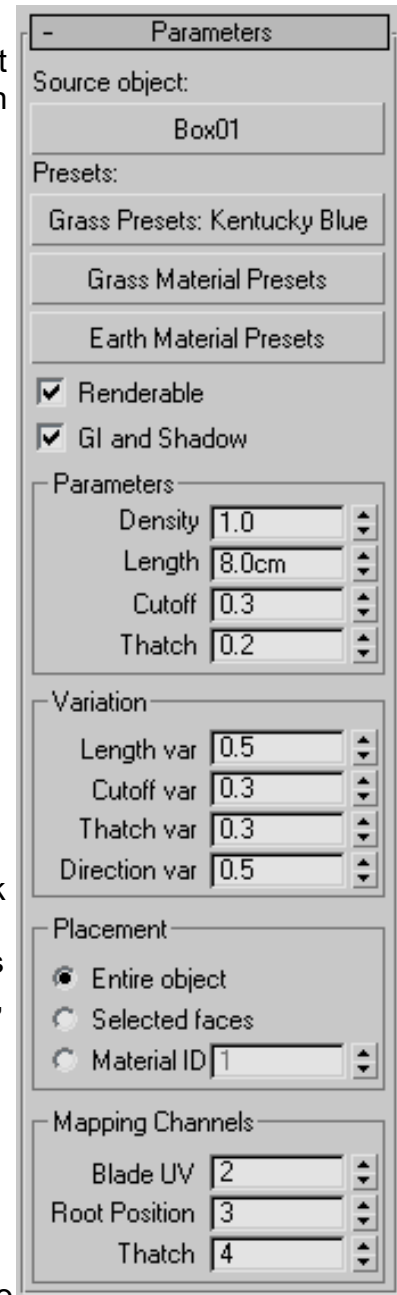 - Parameters
Source object:
Box01
Presets:
Grass Presets: Kentucky Blue
Grass Material Presets
Earth Material Presets
Renderable
GI and Shadow
Parameters
Density 1.0
Length 8.0cm
Cutoff 0.3
Thatch 0.2
Variation
Length var 0.5
Cutoff var 0.3
Thatch var 0.3
Direction var 0.5
Placement
Entire object
Selected faces
Material ID 1
Mapping Channels
Blade UV 2
Root Position 3
Thatch 4